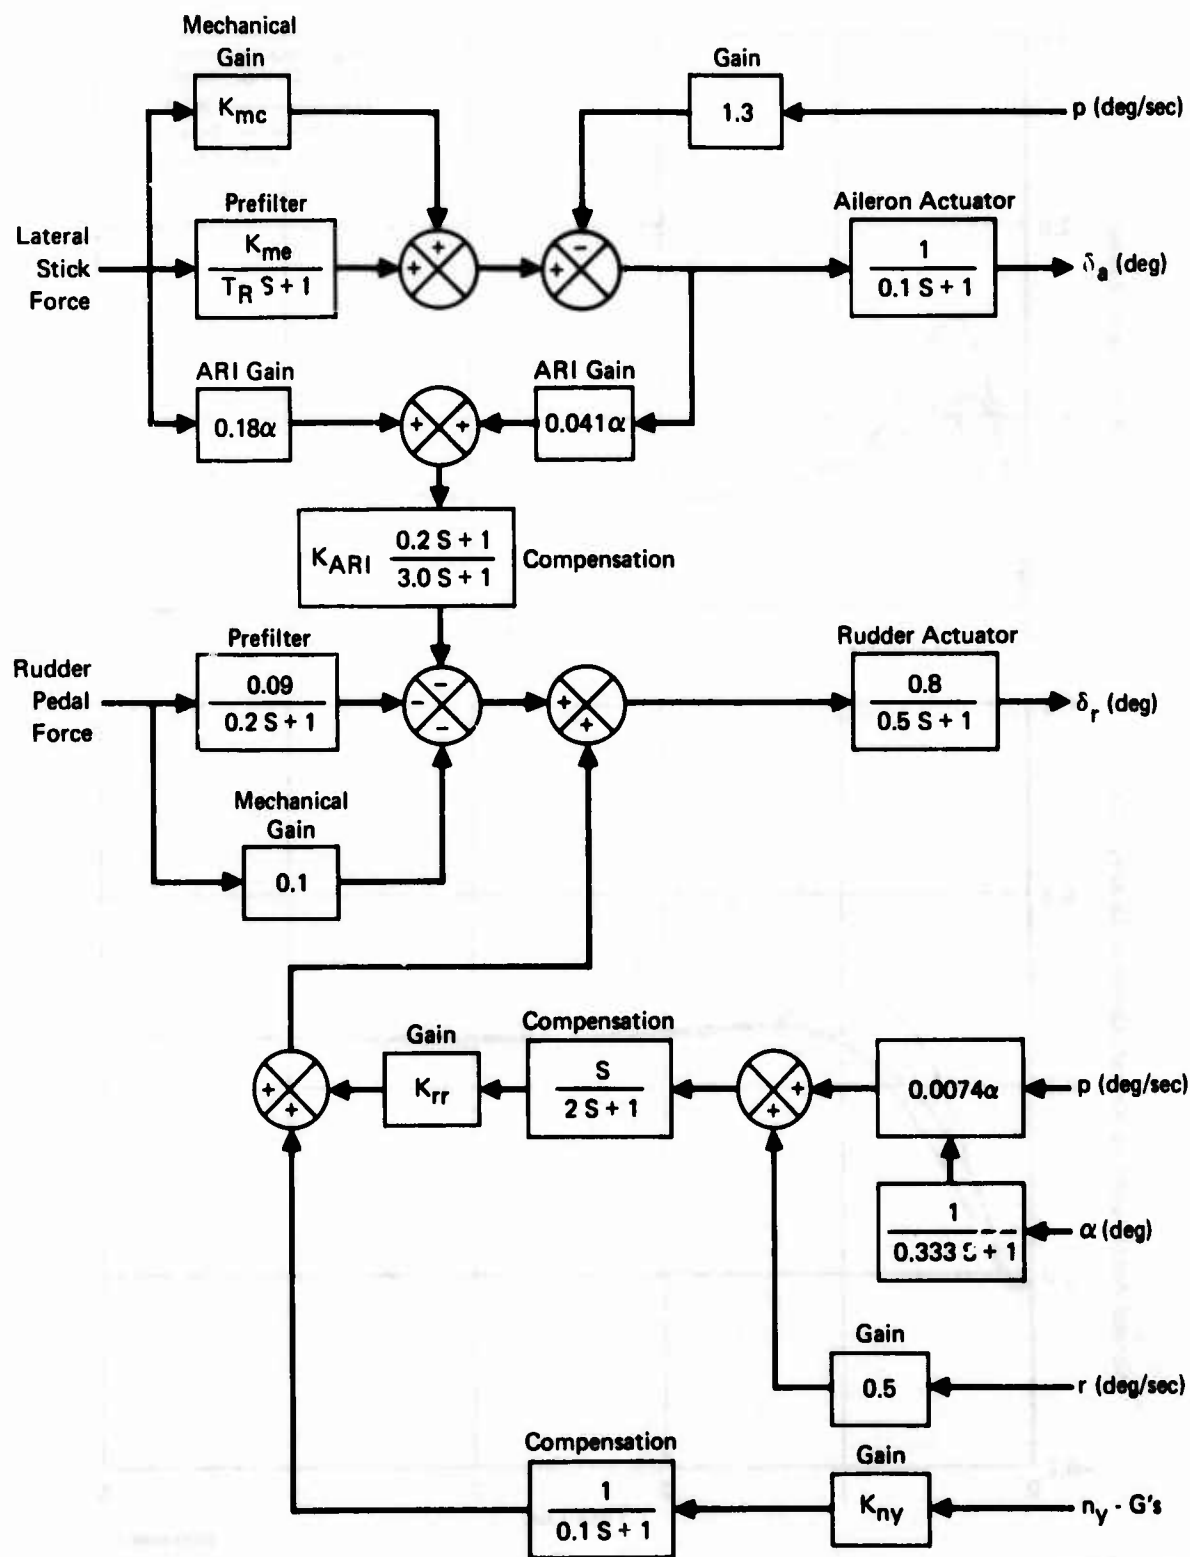 Mechanical
Gain
K_mc
Gain
1.3
p (deg/sec)
Lateral
Stick
Force
Prefilter
K_me
T_R S + 1
+
+
−
+
Aileron Actuator
1
0.1 S + 1
δ_a (deg)
ARI Gain
0.18α
+
+
ARI Gain
0.041α
K_ARI
0.2 S + 1
3.0 S + 1
Compensation
Rudder
Pedal
Force
Prefilter
0.09
0.2 S + 1
−
−
−
+
+
Rudder Actuator
0.8
0.5 S + 1
δ_r (deg)
Mechanical
Gain
0.1
+
+
Gain
K_rr
Compensation
S
2 S + 1
+
+
0.0074α
p (deg/sec)
1
0.333 S + 1
α (deg)
Gain
0.5
r (deg/sec)
Compensation
1
0.1 S + 1
Gain
K_ny
n_y - G's